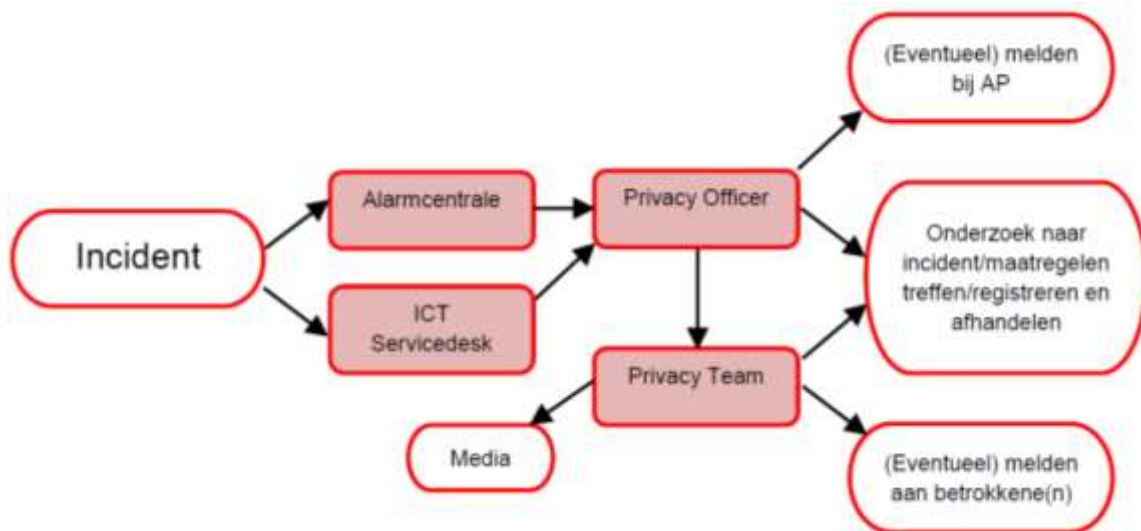 (Eventueel) melden
bij AP
Alarmcentrale
Privacy Officer
Incident
Onderzoek naar
incident/maatregelen
treffen/registreren en
afhandelen
ICT
Servicedesk
Privacy Team
Media
(Eventueel) melden
aan betrokkene(n)